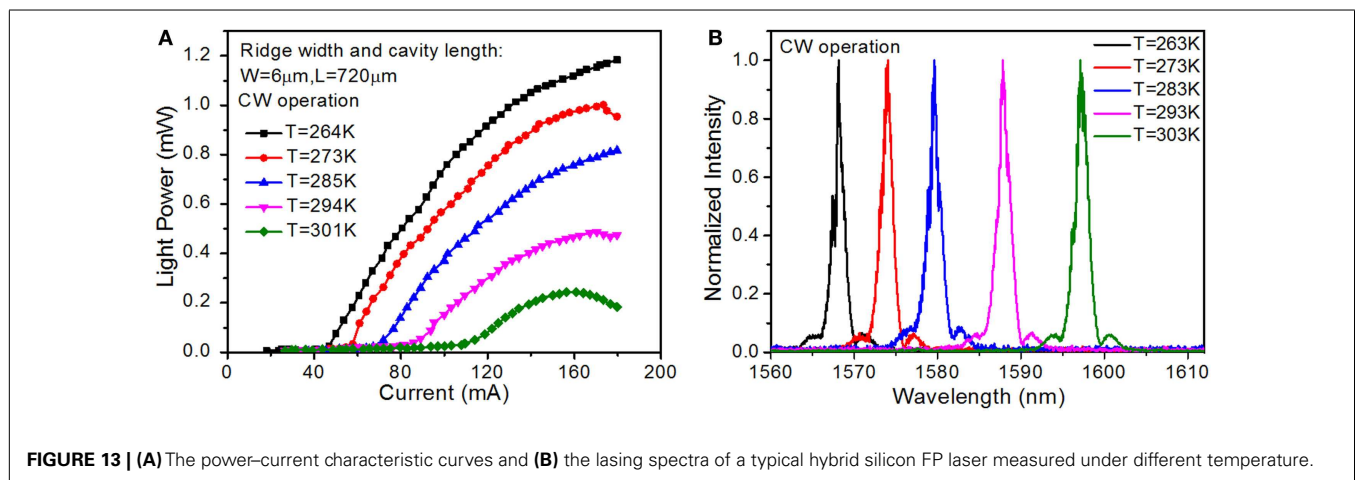 A
Ridge width and cavity length:
W=6μm,L=720μm
CW operation
T=264K
T=273K
T=285K
T=294K
T=301K
Light Power (mW)
1.2
1.0
0.8
0.6
0.4
0.2
0.0
0 40 80 120 160 200
Current (mA)
B
CW operation
T=263K
T=273K
T=283K
T=293K
T=303K
Normalized Intensity
1.0
0.8
0.6
0.4
0.2
0.0
1560 1570 1580 1590 1600 1610
Wavelength (nm)
FIGURE 13 | (A) The power–current characteristic curves and (B) the lasing spectra of a typical hybrid silicon FP laser measured under different temperature.